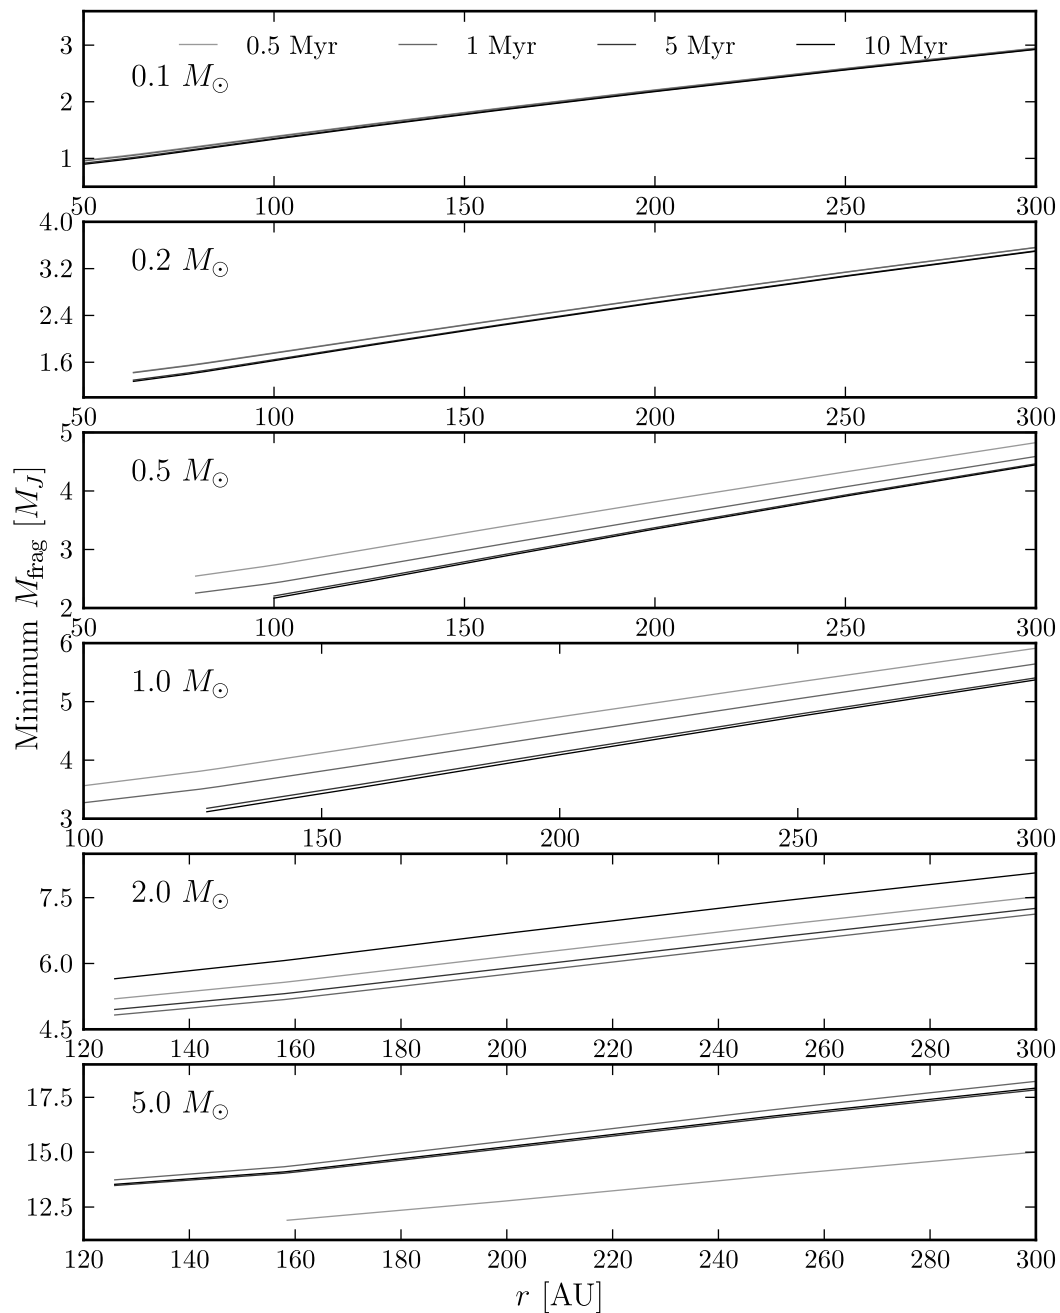 0.5 Myr 1 Myr 5 Myr 10 Myr
0.1 M☉
3
2
1
50 100 150 200 250 300
0.2 M☉
4.0
3.2
2.4
1.6
50 100 150 200 250 300
0.5 M☉
5
4
3
2
50 100 150 200 250 300
Minimum M_frag [M_J]
1.0 M☉
6
5
4
3
100 150 200 250 300
2.0 M☉
7.5
6.0
4.5
120 140 160 180 200 220 240 260 280 300
5.0 M☉
17.5
15.0
12.5
120 140 160 180 200 220 240 260 280 300
r [AU]